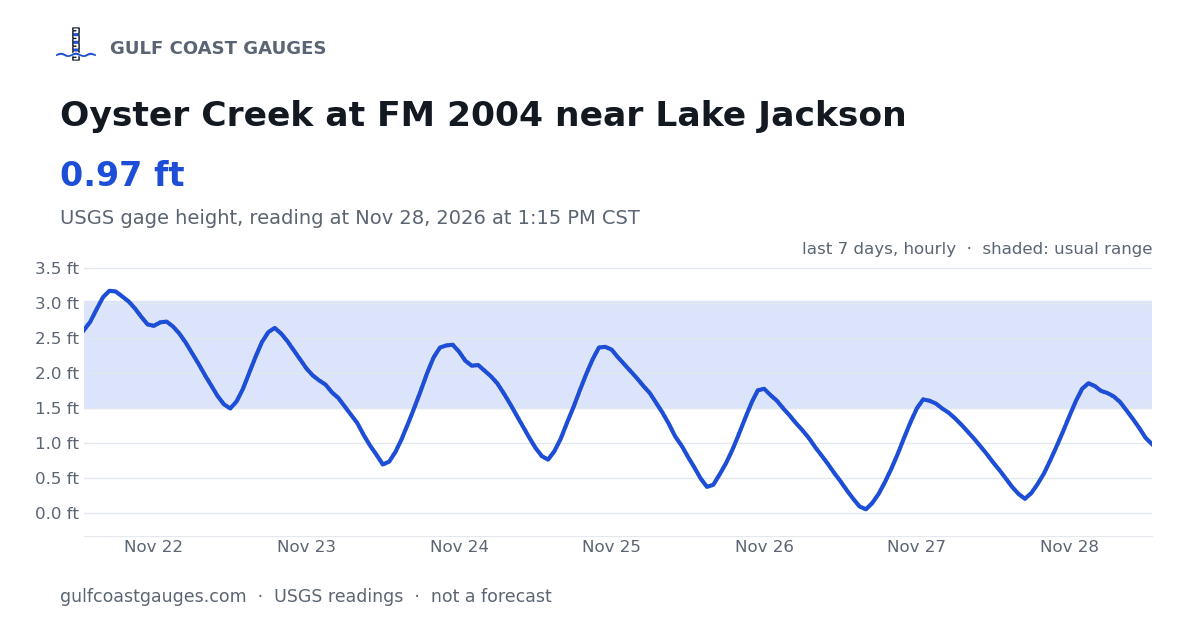 GULF COAST GAUGES
Oyster Creek at FM 2004 near Lake Jackson
0.97 ft
USGS gage height, reading at Nov 28, 2026 at 1:15 PM CST
last 7 days, hourly · shaded: usual range
3.5 ft
3.0 ft
2.5 ft
2.0 ft
1.5 ft
1.0 ft
0.5 ft
0.0 ft
Nov 22 Nov 23 Nov 24 Nov 25 Nov 26 Nov 27 Nov 28
gulfcoastgauges.com · USGS readings · not a forecast